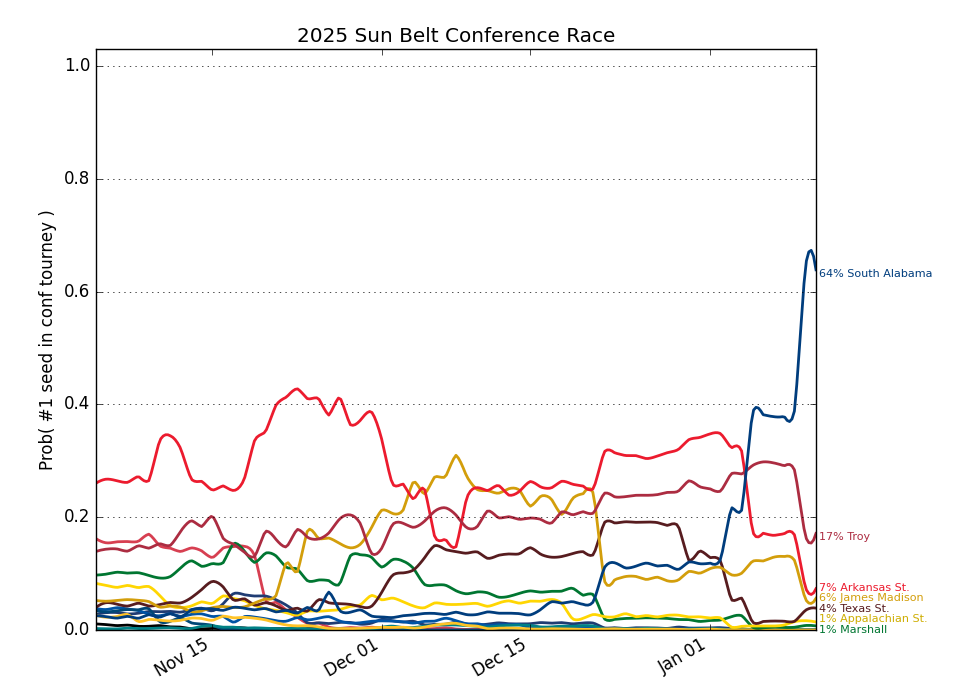 2025 Sun Belt Conference Race
Prob( #1 seed in conf tourney )
1.0
0.8
0.6
0.4
0.2
0.0
Nov 15
Dec 01
Dec 15
Jan 01
64% South Alabama
17% Troy
7% Arkansas St.
6% James Madison
4% Texas St.
1% Appalachian St.
1% Marshall